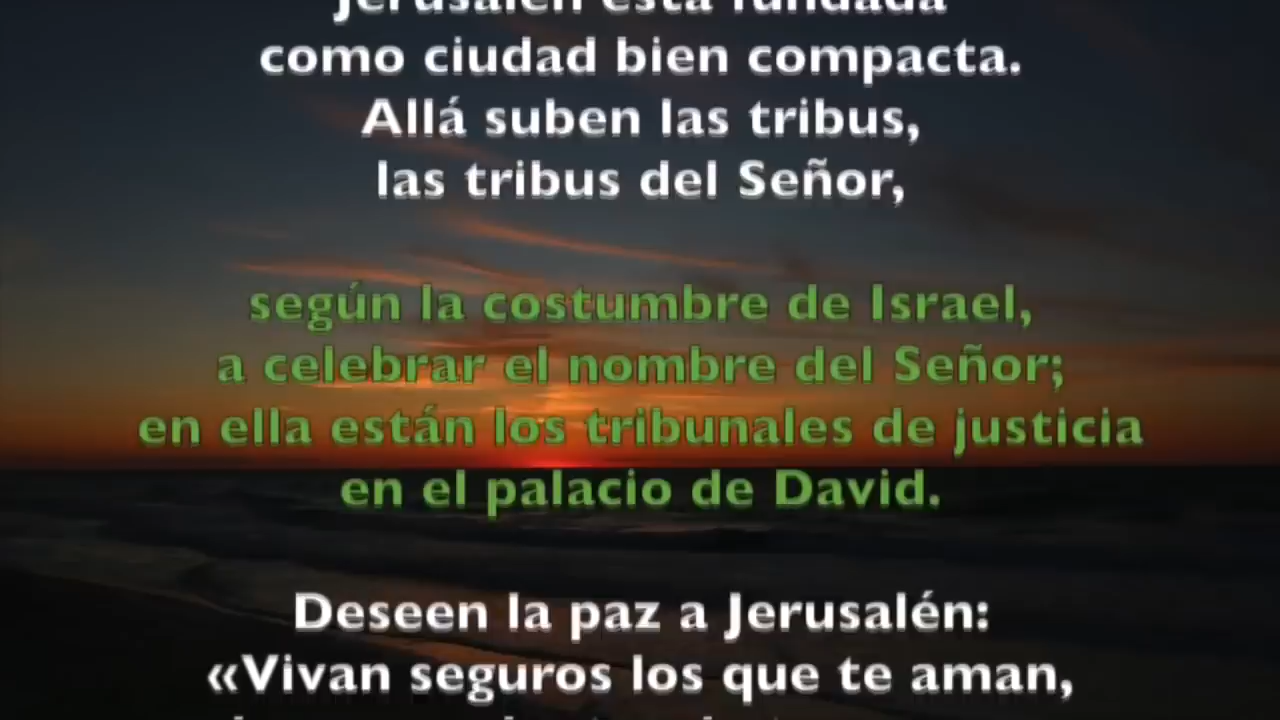 Jerusalén está fundada
como ciudad bien compacta.
Allá suben las tribus,
las tribus del Señor,
según la costumbre de Israel,
a celebrar el nombre del Señor;
en ella están los tribunales de justicia
en el palacio de David.
Deseen la paz a Jerusalén:
«Vivan seguros los que te aman,